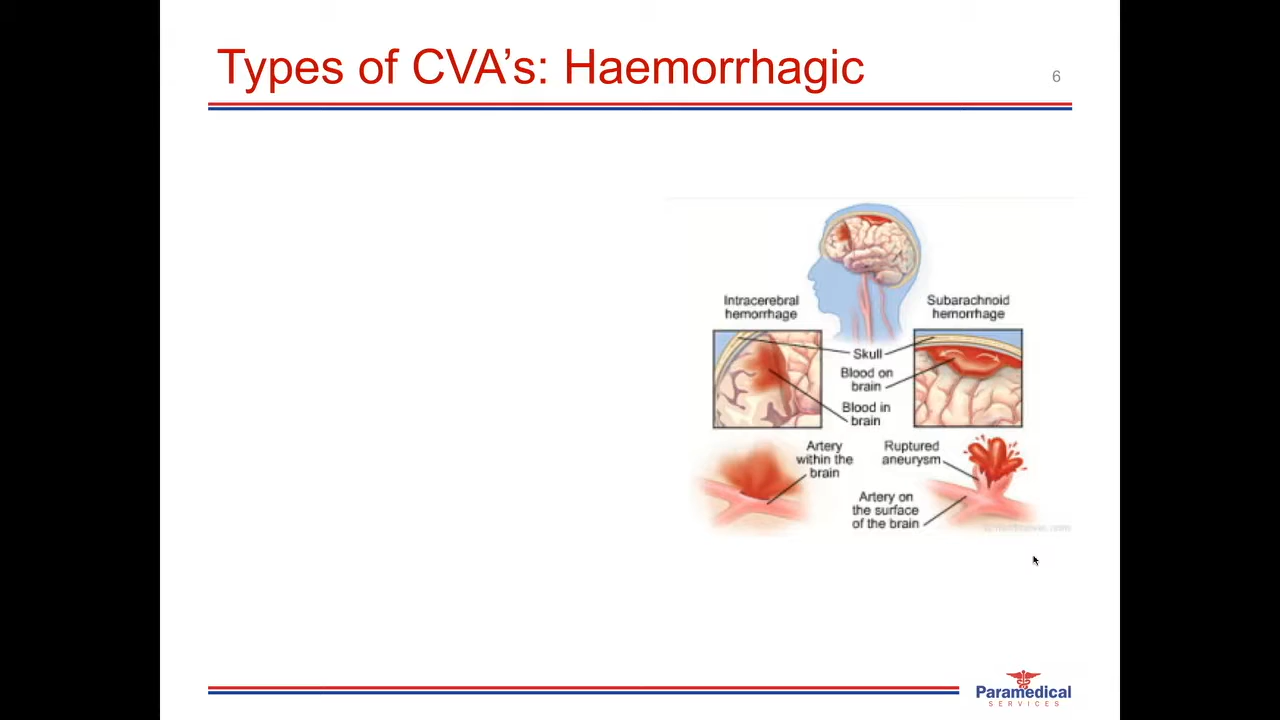 Types of CVA’s: Haemorrhagic
6
Intracerebral
hemorrhage
Subarachnoid
hemorrhage
Skull
Blood on
brain
Blood in
brain
Artery
within the
brain
Ruptured
aneurysm
Artery on
the surface
of the brain
Paramedical
SERVICES